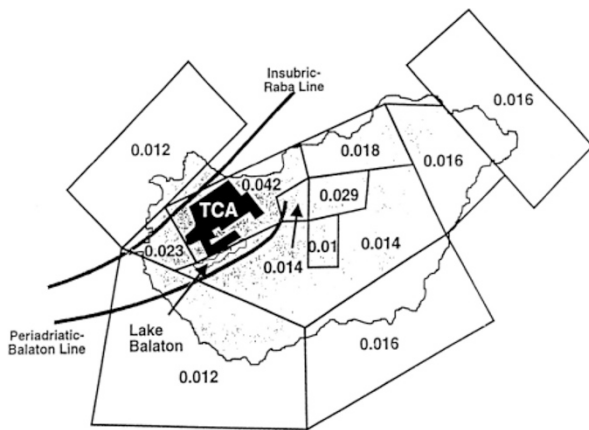 Insubric-
Raba Line
0.016
0.012
0.018
0.016
0.042
TCA
0.029
0.023
0.01
0.014
0.014
Periadriatic-
Balaton Line
Lake
Balaton
0.016
0.012